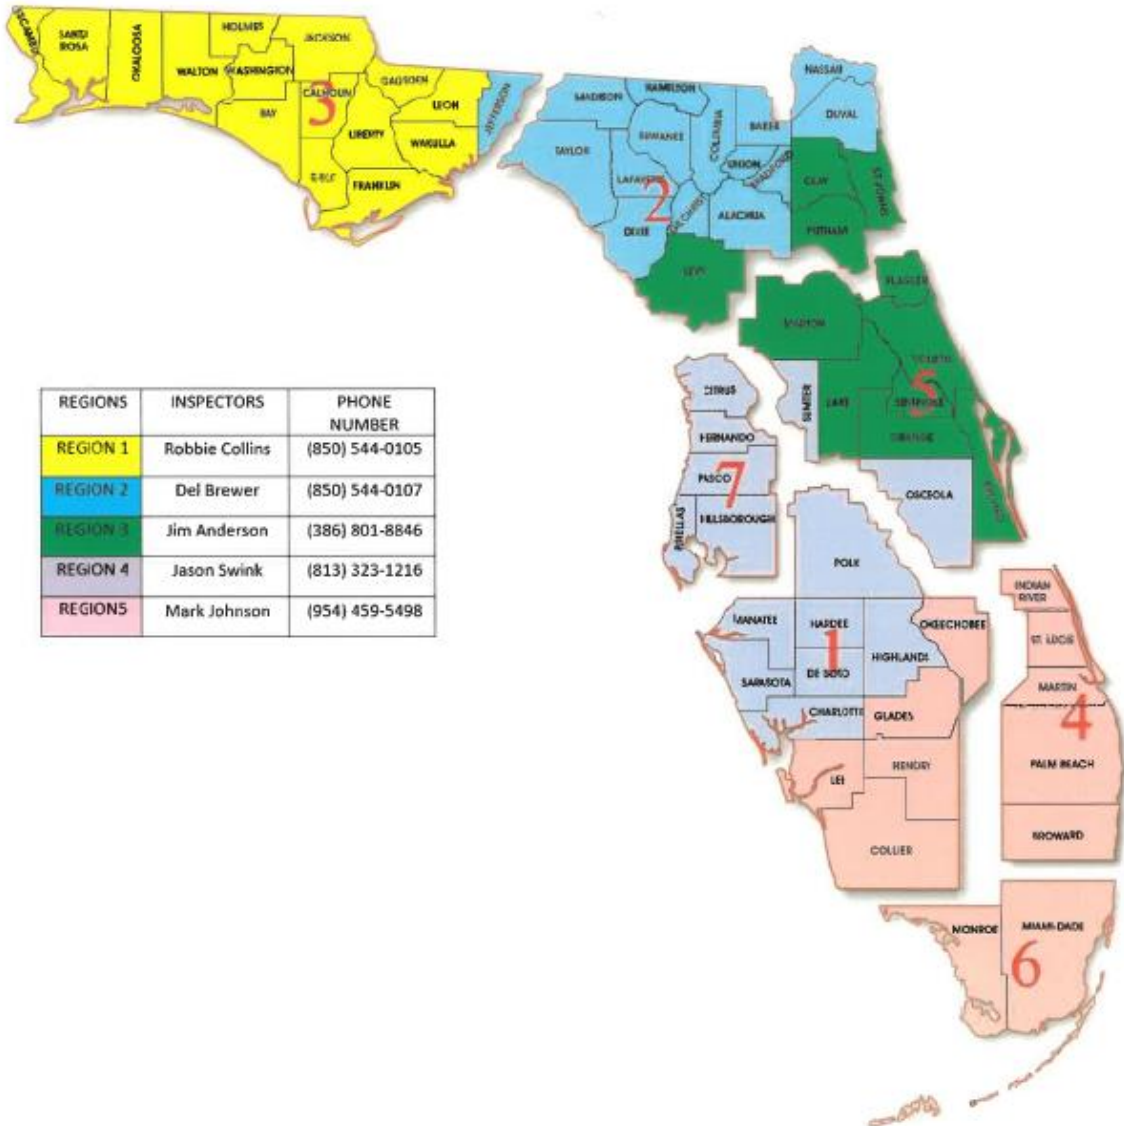 ESCAMBIA
SANTA
ROSA
OKALOOSA
WALTON
HOLMES
WASHINGTON
JACKSON
BAY
CALHOUN
3
GADSDEN
LIBERTY
LEON
WAKULLA
GULF
FRANKLIN
JEFFERSON
MADISON
HAMILTON
TAYLOR
SUWANEE
COLUMBIA
BAKER
NASSAU
DUVAL
LAFAYETTE
2
UNION
BRADFORD
CLAY
ST JOHNS
DIXIE
GILCHRIST
ALACHUA
PUTNAM
LEVY
FLAGLER
MARION
VOLUSIA
5
CITRUS
SUMTER
LAKE
SEMINOLE
HERNANDO
ORANGE
PASCO
7
OSCEOLA
PINELLAS
HILLSBOROUGH
POLK
INDIAN
RIVER
MANATEE
HARDEE
OKEECHOBEE
1
HIGHLANDS
ST. LUCIE
SARASOTA
DE SOTO
MARTIN
CHARLOTTE
GLADES
4
LEE
HENDRY
PALM BEACH
COLLIER
BROWARD
MONROE
MIAMI-DADE
6
REGIONS INSPECTORS PHONE
NUMBER
REGION 1 Robbie Collins (850) 544-0105
REGION 2 Del Brewer (850) 544-0107
REGION 3 Jim Anderson (386) 801-8846
REGION 4 Jason Swink (813) 323-1216
REGION5 Mark Johnson (954) 459-5498